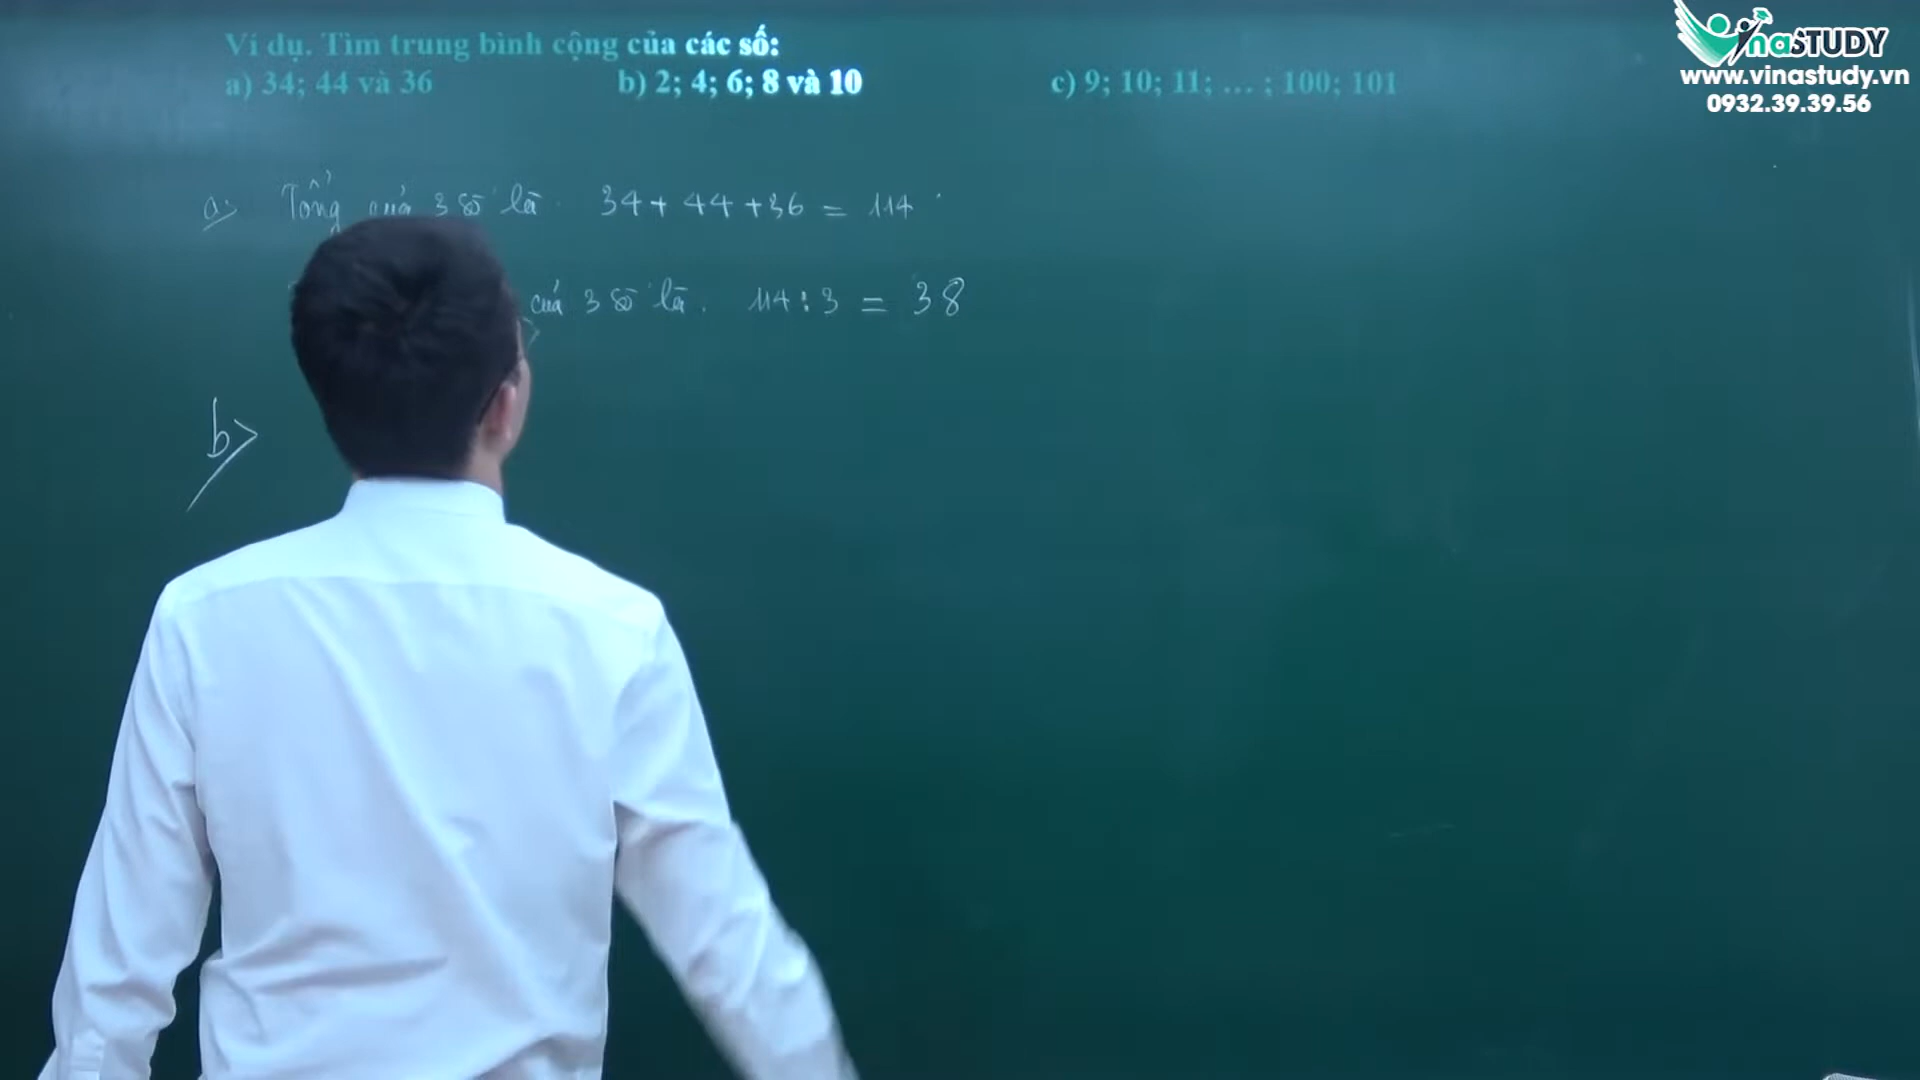 Ví dụ. Tìm trung bình cộng của các số:
a) 34; 44 và 36 b) 2; 4; 6; 8 và 10 c) 9; 10; 11; ... ; 100; 101
VinaSTUDY
www.vinastudy.vn
0932.39.39.56
a> Tổng của 3 số là 34 + 44 + 36 = 114
của 3 số là. 114 : 3 = 38
b>